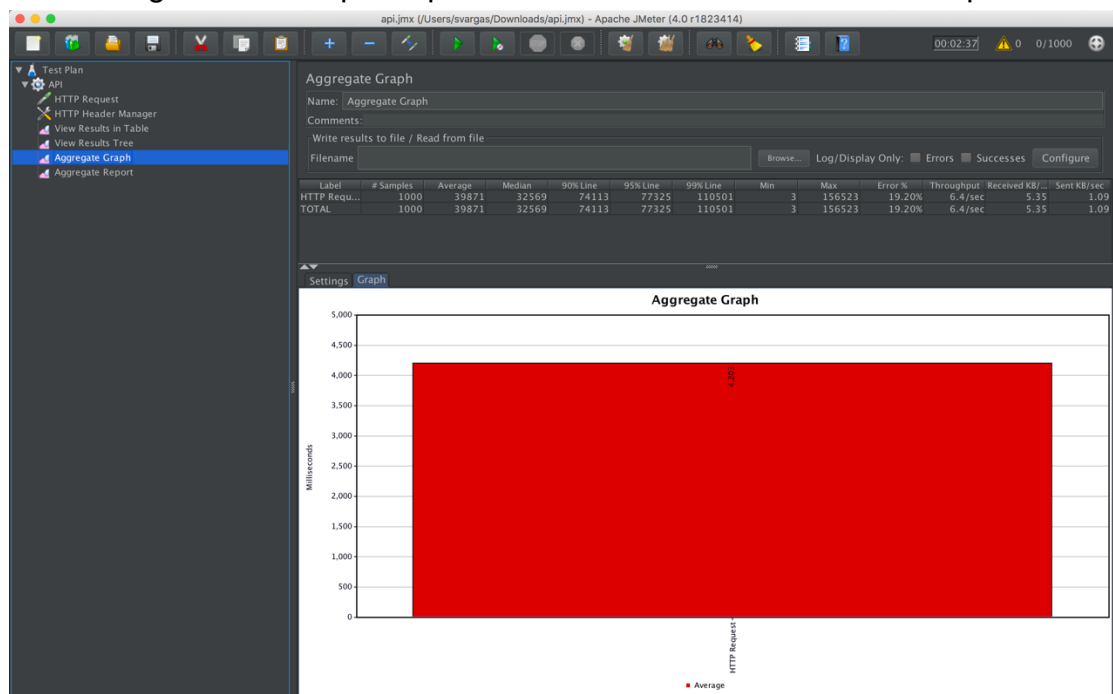 api.jmx (/Users/svargas/Downloads/api.jmx) - Apache JMeter (4.0 r1823414)
00:02:37 0 0/1000
Test Plan
API
HTTP Request
HTTP Header Manager
View Results in Table
View Results Tree
Aggregate Graph
Aggregate Report
Aggregate Graph
Name: Aggregate Graph
Comments:
Write results to file / Read from file
Filename Browse... Log/Display Only: Errors Successes Configure
Label # Samples Average Median 90% Line 95% Line 99% Line Min Max Error % Throughput Received KB/... Sent KB/sec
HTTP Requ... 1000 39871 32569 74113 77325 110501 3 156523 19.20% 6.4/sec 5.35 1.09
TOTAL 1000 39871 32569 74113 77325 110501 3 156523 19.20% 6.4/sec 5.35 1.09
Settings Graph
Aggregate Graph
5,000
4,500
4,000
3,500
3,000
2,500
2,000
1,500
1,000
500
0
Milliseconds
4,203
HTTP Request
Average